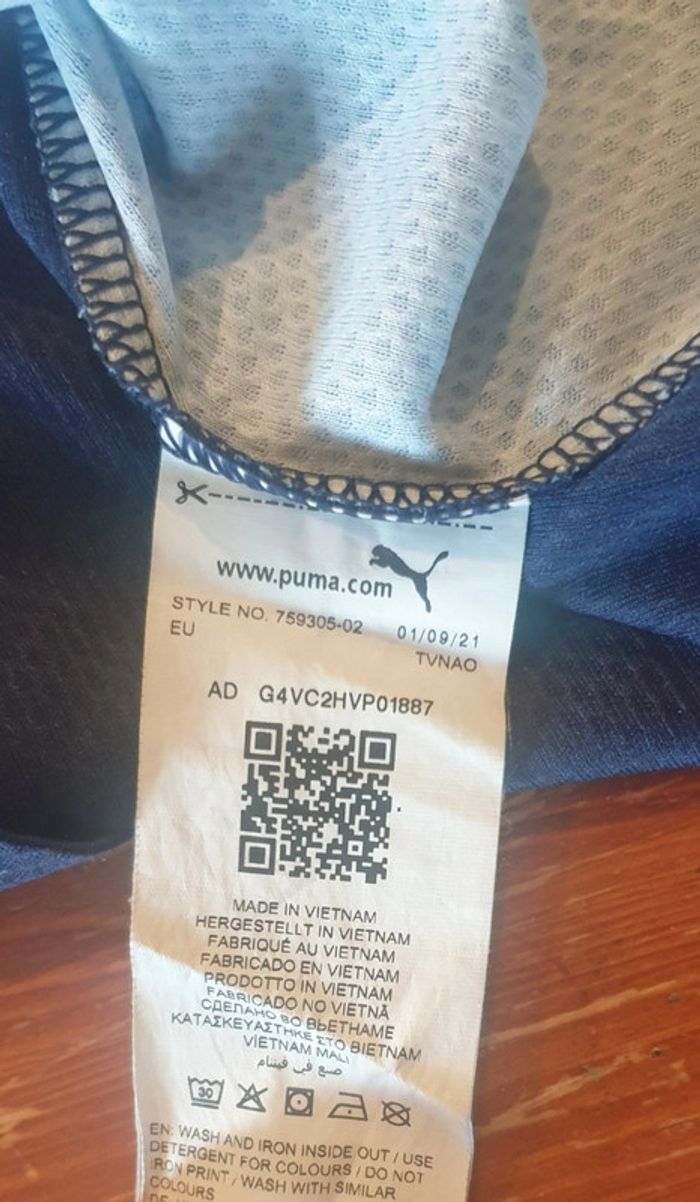 www.puma.com
STYLE NO. 759305-02 01/09/21
EU TVNAO
AD G4VC2HVP01887
MADE IN VIETNAM
HERGESTELLT IN VIETNAM
FABRIQUÉ AU VIETNAM
FABRICADO EN VIETNAM
PRODOTTO IN VIETNAM
FABRICADO NO VIETNÃ
СДЕЛАНО ВО ВЬЕТНАМЕ
ΚΑΤΑΣΚΕΥΑΣΤΗΚΕ ΣΤΟ ΒΙΕΤΝΑΜ
VİETNAM MALI
صنع في فيتنام
30
EN: WASH AND IRON INSIDE OUT / USE
DETERGENT FOR COLOURS / DO NOT
IRON PRINT / WASH WITH SIMILAR
COLOURS